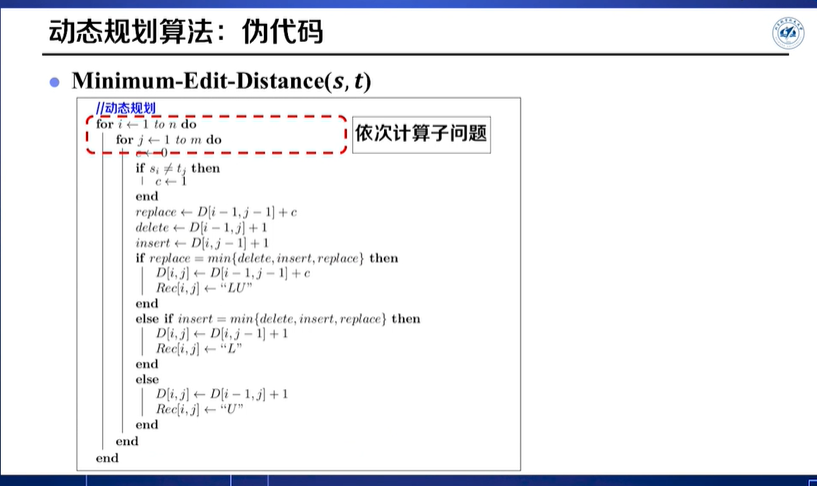 动态规划算法：伪代码
Minimum-Edit-Distance(s, t)
//动态规划
for i ← 1 to n do
for j ← 1 to m do
依次计算子问题
c ← 0
if s_i ≠ t_j then
c ← 1
end
replace ← D[i − 1, j − 1] + c
delete ← D[i − 1, j] + 1
insert ← D[i, j − 1] + 1
if replace = min{delete, insert, replace} then
D[i, j] ← D[i − 1, j − 1] + c
Rec[i, j] ← “LU”
end
else if insert = min{delete, insert, replace} then
D[i, j] ← D[i, j − 1] + 1
Rec[i, j] ← “L”
end
else
D[i, j] ← D[i − 1, j] + 1
Rec[i, j] ← “U”
end
end
end